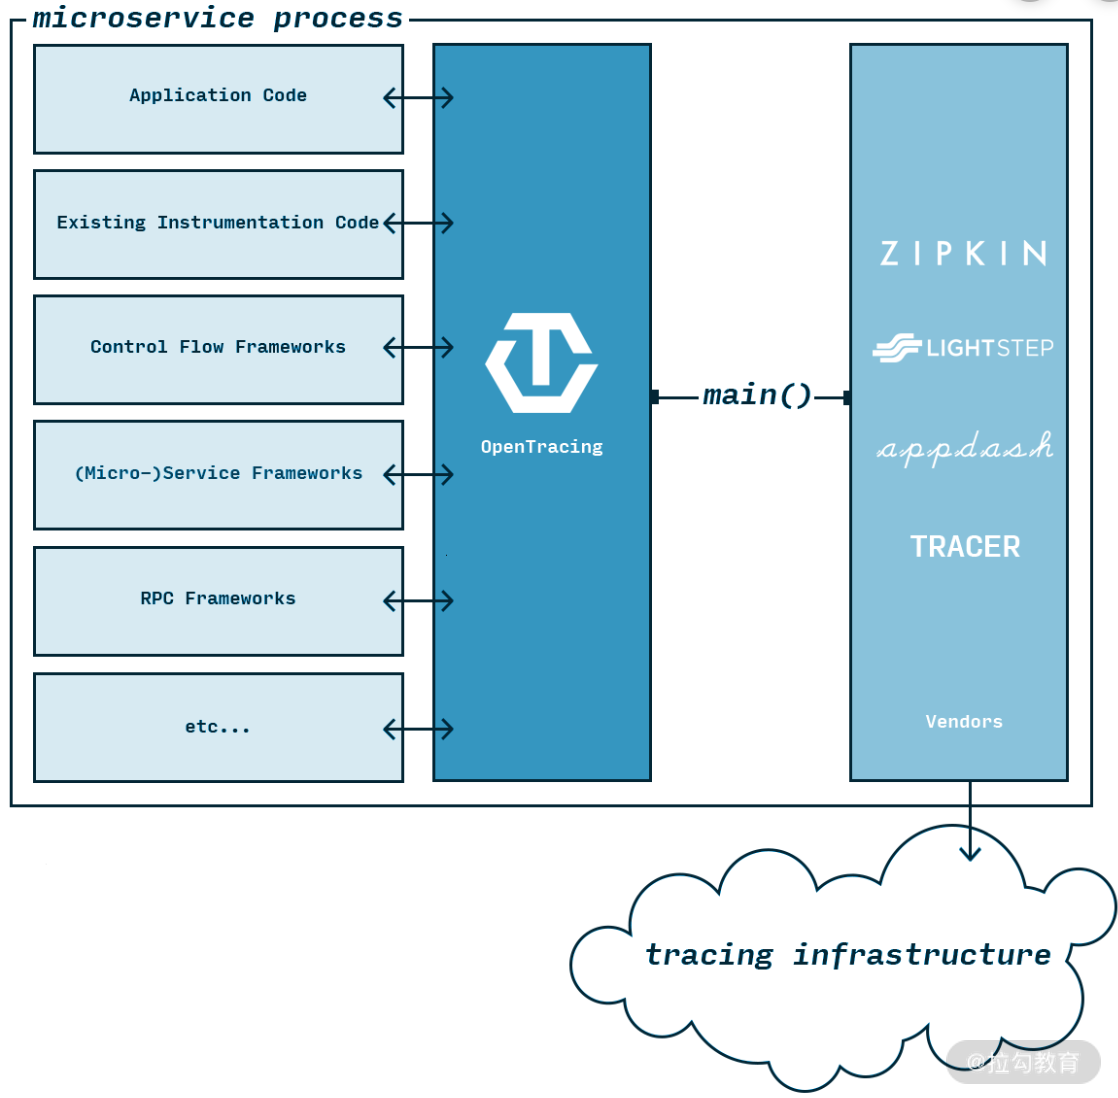 microservice process
Application Code
Existing Instrumentation Code
Control Flow Frameworks
(Micro-)Service Frameworks
RPC Frameworks
etc...
OpenTracing
main()
ZIPKIN
LIGHTSTEP
appdash
TRACER
Vendors
tracing infrastructure
@拉勾教育